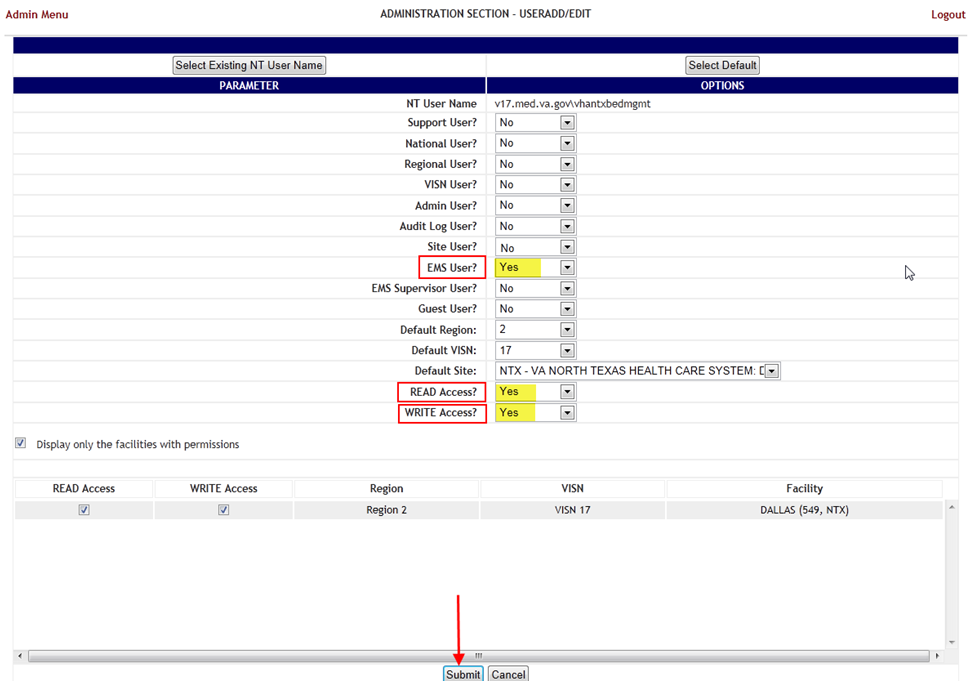 Admin Menu ADMINISTRATION SECTION - USERADD/EDIT Logout
Select Existing NT User Name Select Default
PARAMETER OPTIONS
NT User Name v17.med.va.gov\vhantxbedmgmt
Support User? No
National User? No
Regional User? No
VISN User? No
Admin User? No
Audit Log User? No
Site User? No
EMS User? Yes
EMS Supervisor User? No
Guest User? No
Default Region: 2
Default VISN: 17
Default Site: NTX - VA NORTH TEXAS HEALTH CARE SYSTEM:
READ Access? Yes
WRITE Access? Yes
Display only the facilities with permissions
READ Access WRITE Access Region VISN Facility
Region 2 VISN 17 DALLAS (549, NTX)
Submit Cancel